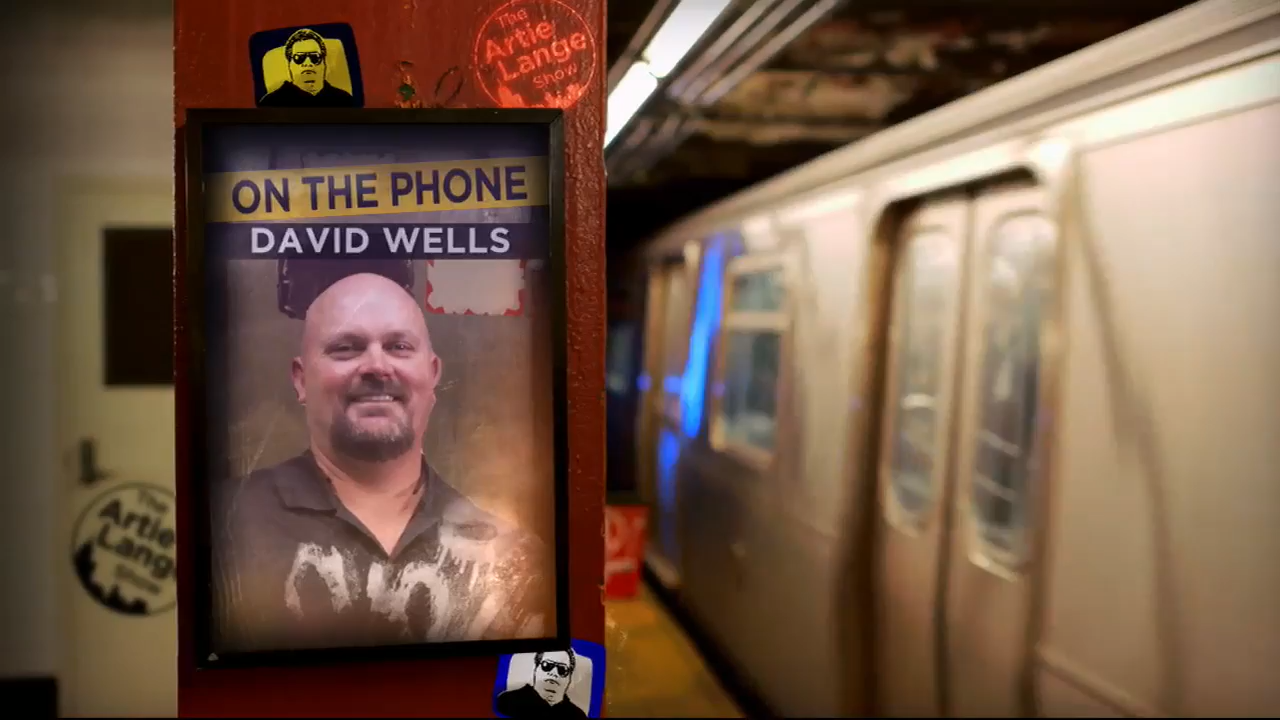 The
Artie
Lange
Show
ON THE PHONE
DAVID WELLS
The
Artie
Lange
Show